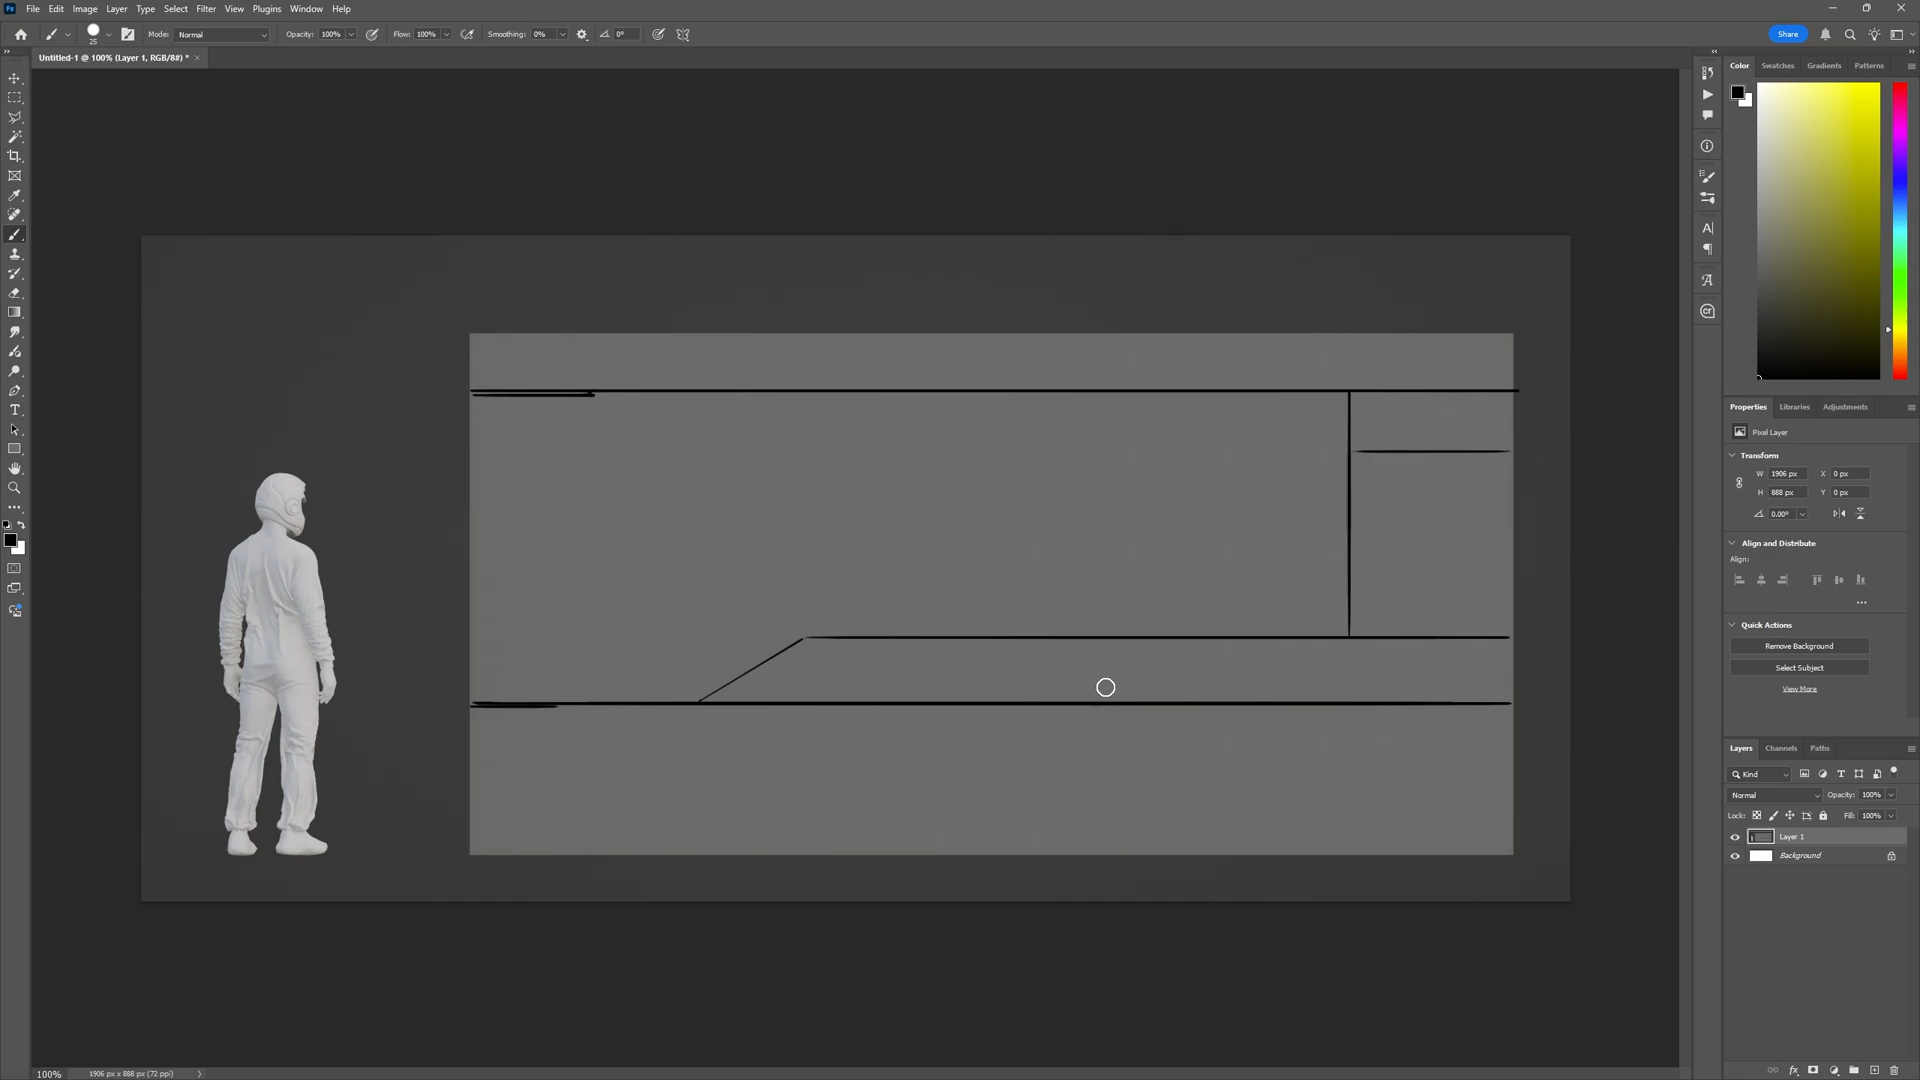 Ps File Edit Image Layer Type Select Filter View Plugins Window Help
25 Mode: Normal Opacity: 100% Flow: 100% Smoothing: 0% 0° Share
Untitled-1 @ 100% (Layer 1, RGB/8#) * ×
Color Swatches Gradients Patterns
Properties Libraries Adjustments
Pixel Layer
Transform
W 1906 px X 0 px
H 888 px Y 0 px
0.00°
Align and Distribute
Align:
Quick Actions
Remove Background
Select Subject
View More
Layers Channels Paths
Kind
Normal Opacity: 100%
Lock: Fill: 100%
Layer 1
Background
100% 1906 px x 888 px (72 ppi)